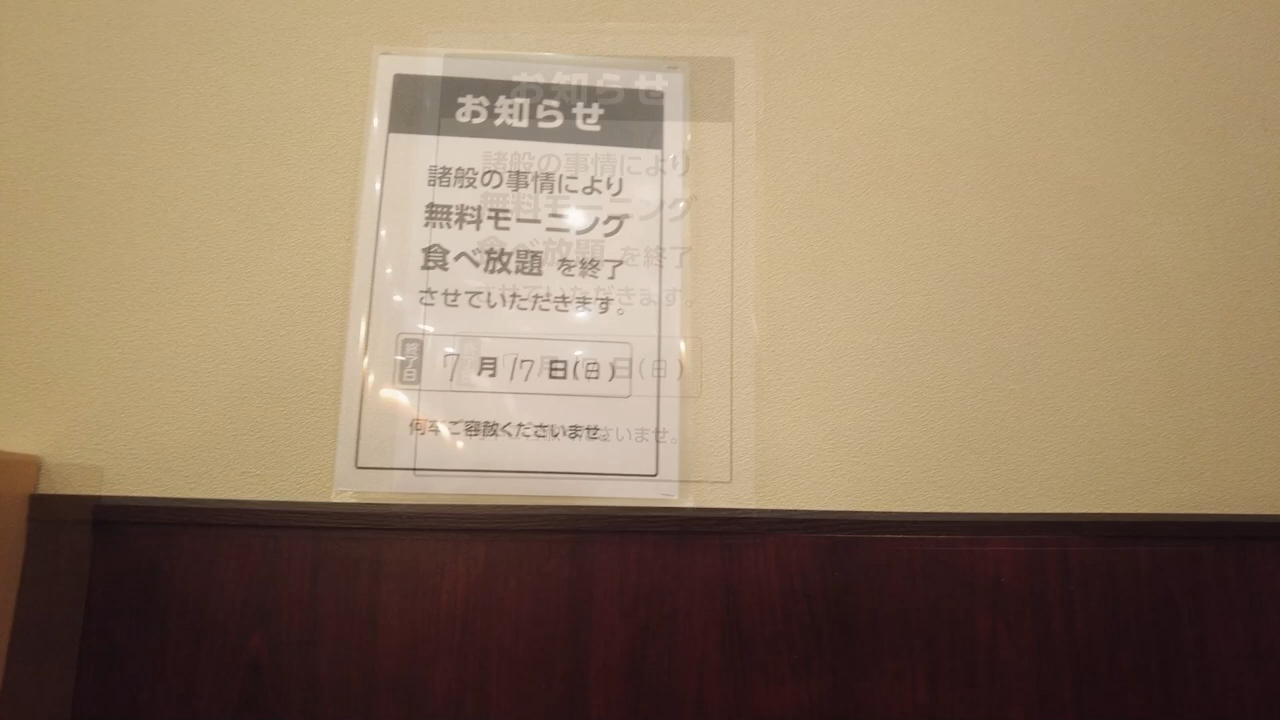 お知らせ
諸般の事情により
無料モーニング
食べ放題 を終了
させていただきます。
終了日 7月17日(日)
何卒ご容赦くださいませ。